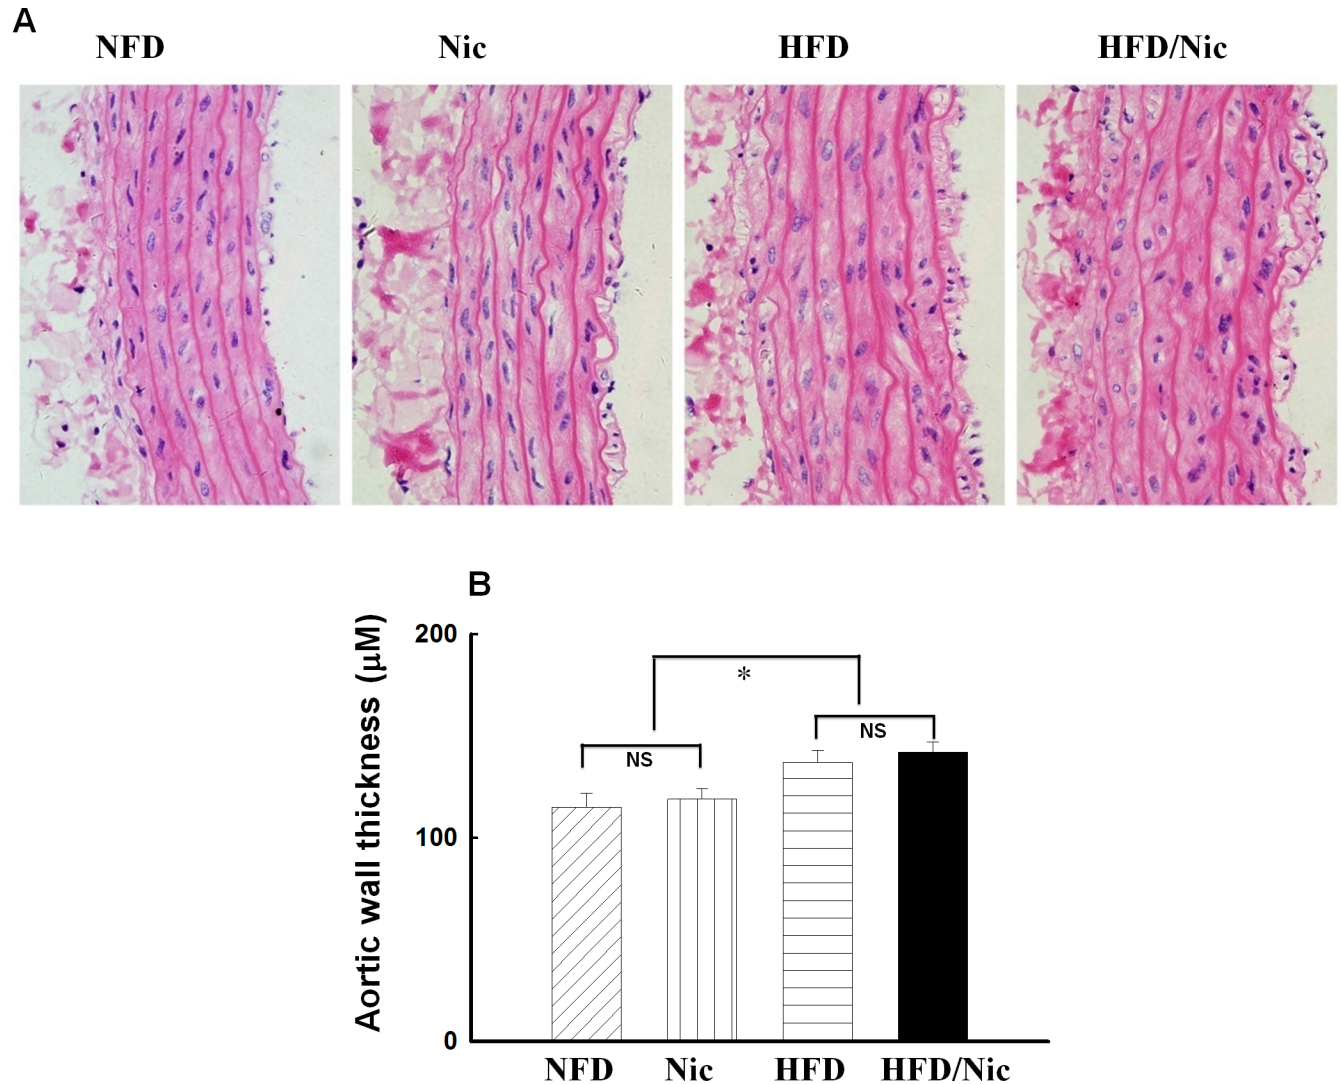 A
NFD Nic HFD HFD/Nic
B
Aortic wall thickness (µM)
200
100
0
*
NS
NS
NFD Nic HFD HFD/Nic